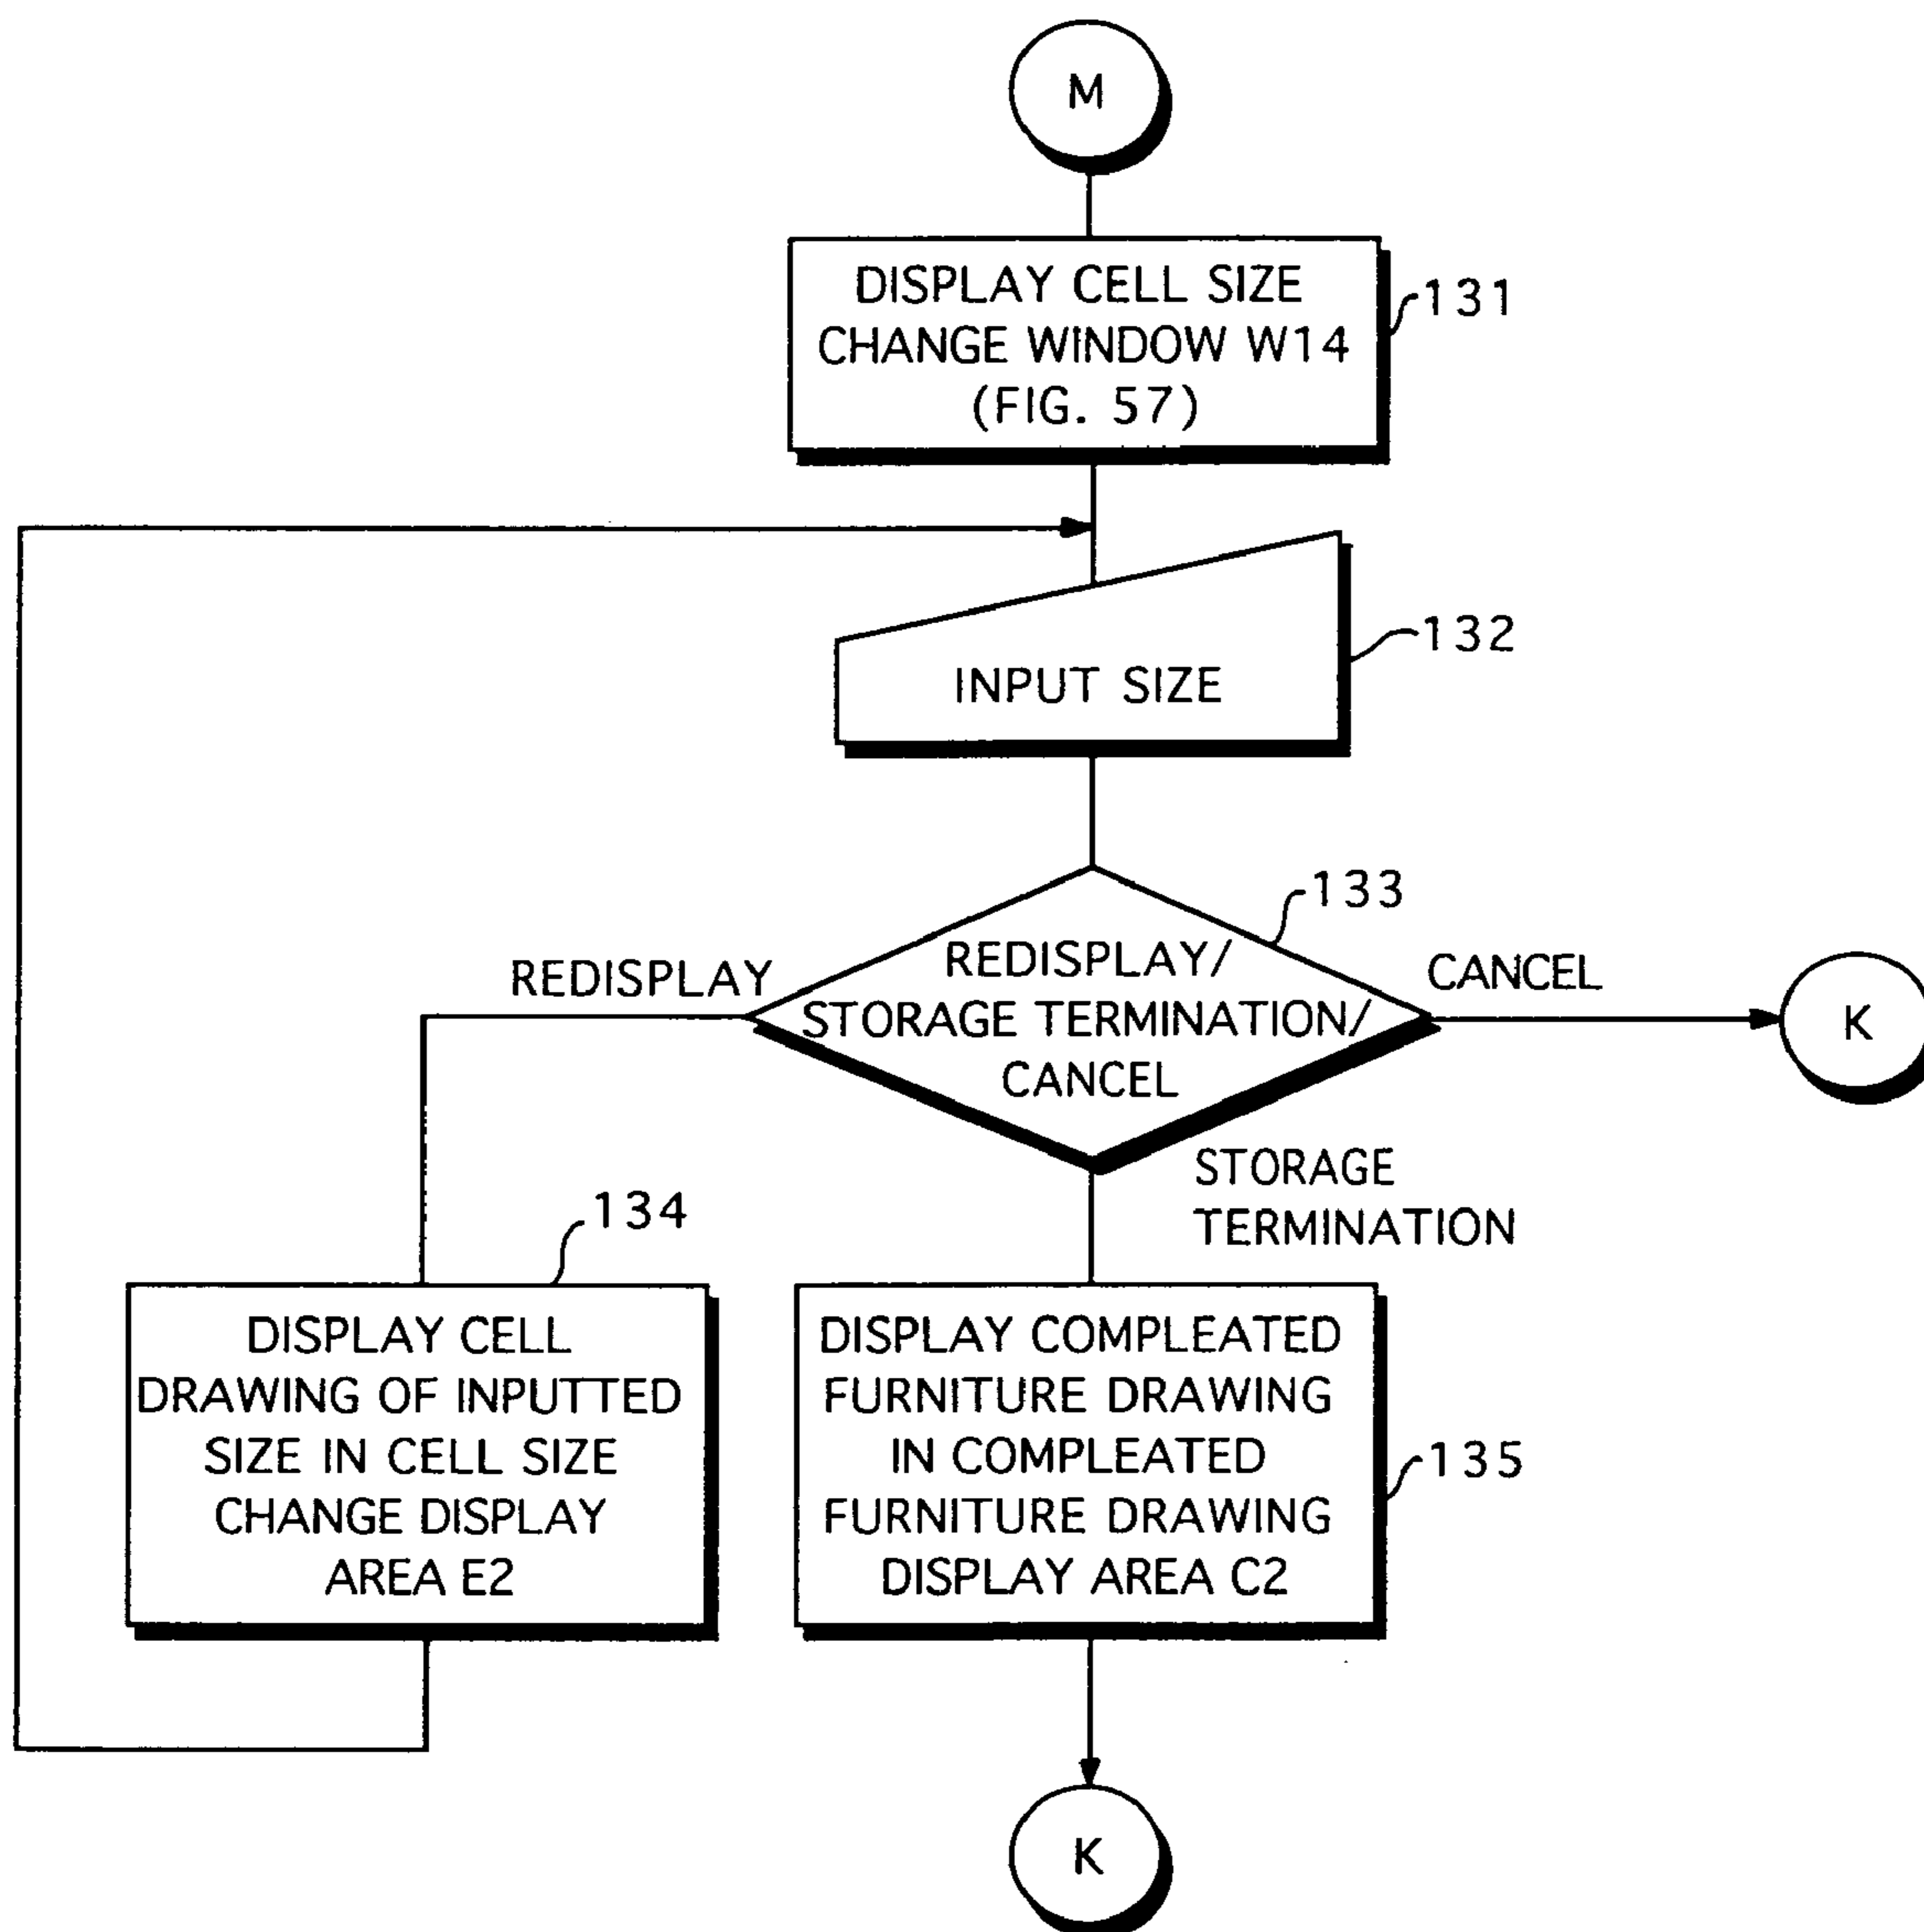 M
DISPLAY CELL SIZE
CHANGE WINDOW W14
(FIG. 57)
131
INPUT SIZE
132
133
REDISPLAY
REDISPLAY/
STORAGE TERMINATION/
CANCEL
CANCEL
K
STORAGE
TERMINATION
134
DISPLAY CELL
DRAWING OF INPUTTED
SIZE IN CELL SIZE
CHANGE DISPLAY
AREA E2
DISPLAY COMPLEATED
FURNITURE DRAWING
IN COMPLEATED
FURNITURE DRAWING
DISPLAY AREA C2
135
K